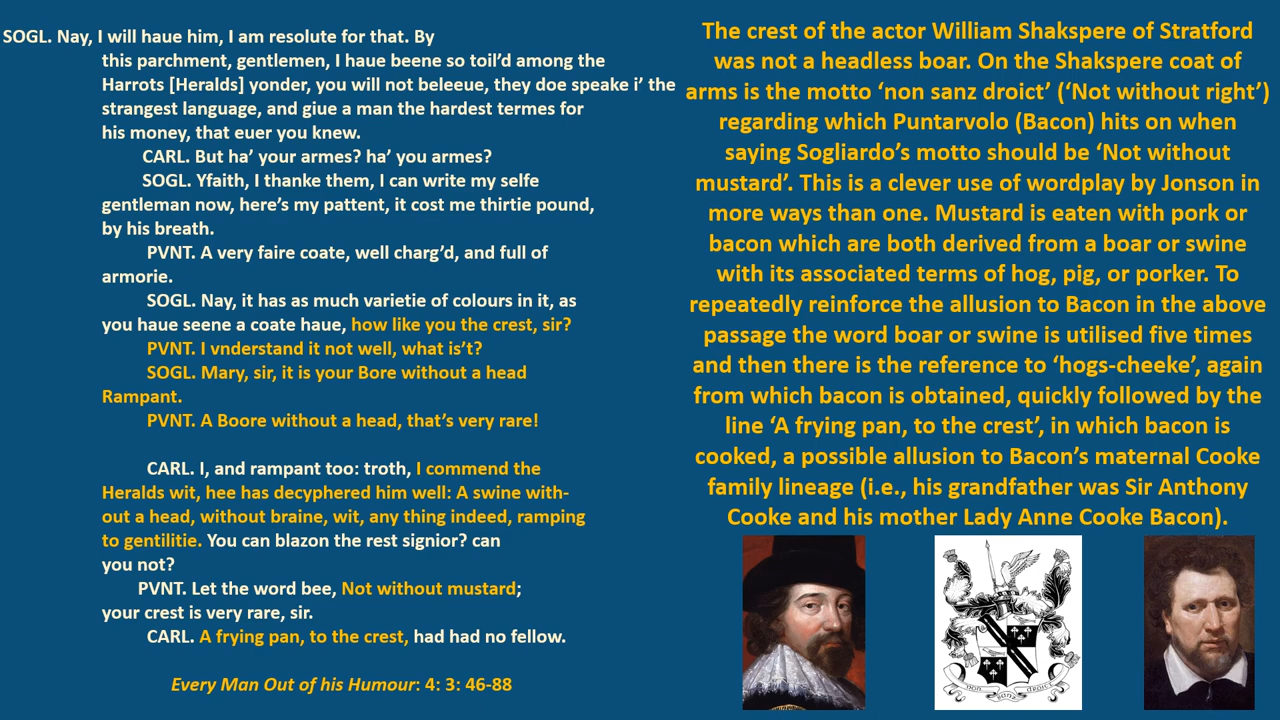 SOGL. Nay, I will haue him, I am resolute for that. By
this parchment, gentlemen, I haue beene so toil’d among the
Harrots [Heralds] yonder, you will not beleeue, they doe speake i’ the
strangest language, and giue a man the hardest termes for
his money, that euer you knew.
CARL. But ha’ your armes? ha’ you armes?
SOGL. Yfaith, I thanke them, I can write my selfe
gentleman now, here’s my pattent, it cost me thirtie pound,
by his breath.
PVNT. A very faire coate, well charg’d, and full of
armorie.
SOGL. Nay, it has as much varietie of colours in it, as
you haue seene a coate haue, how like you the crest, sir?
PVNT. I vnderstand it not well, what is’t?
SOGL. Mary, sir, it is your Bore without a head
Rampant.
PVNT. A Boore without a head, that’s very rare!
CARL. I, and rampant too: troth, I commend the
Heralds wit, hee has decyphered him well: A swine with-
out a head, without braine, wit, any thing indeed, ramping
to gentilitie. You can blazon the rest signior? can
you not?
PVNT. Let the word bee, Not without mustard;
your crest is very rare, sir.
CARL. A frying pan, to the crest, had had no fellow.
Every Man Out of his Humour: 4: 3: 46-88
The crest of the actor William Shakspere of Stratford
was not a headless boar. On the Shakspere coat of
arms is the motto ‘non sanz droict’ (‘Not without right’)
regarding which Puntarvolo (Bacon) hits on when
saying Sogliardo’s motto should be ‘Not without
mustard’. This is a clever use of wordplay by Jonson in
more ways than one. Mustard is eaten with pork or
bacon which are both derived from a boar or swine
with its associated terms of hog, pig, or porker. To
repeatedly reinforce the allusion to Bacon in the above
passage the word boar or swine is utilised five times
and then there is the reference to ‘hogs-cheeke’, again
from which bacon is obtained, quickly followed by the
line ‘A frying pan, to the crest’, in which bacon is
cooked, a possible allusion to Bacon’s maternal Cooke
family lineage (i.e., his grandfather was Sir Anthony
Cooke and his mother Lady Anne Cooke Bacon).
NON SANZ DROICT